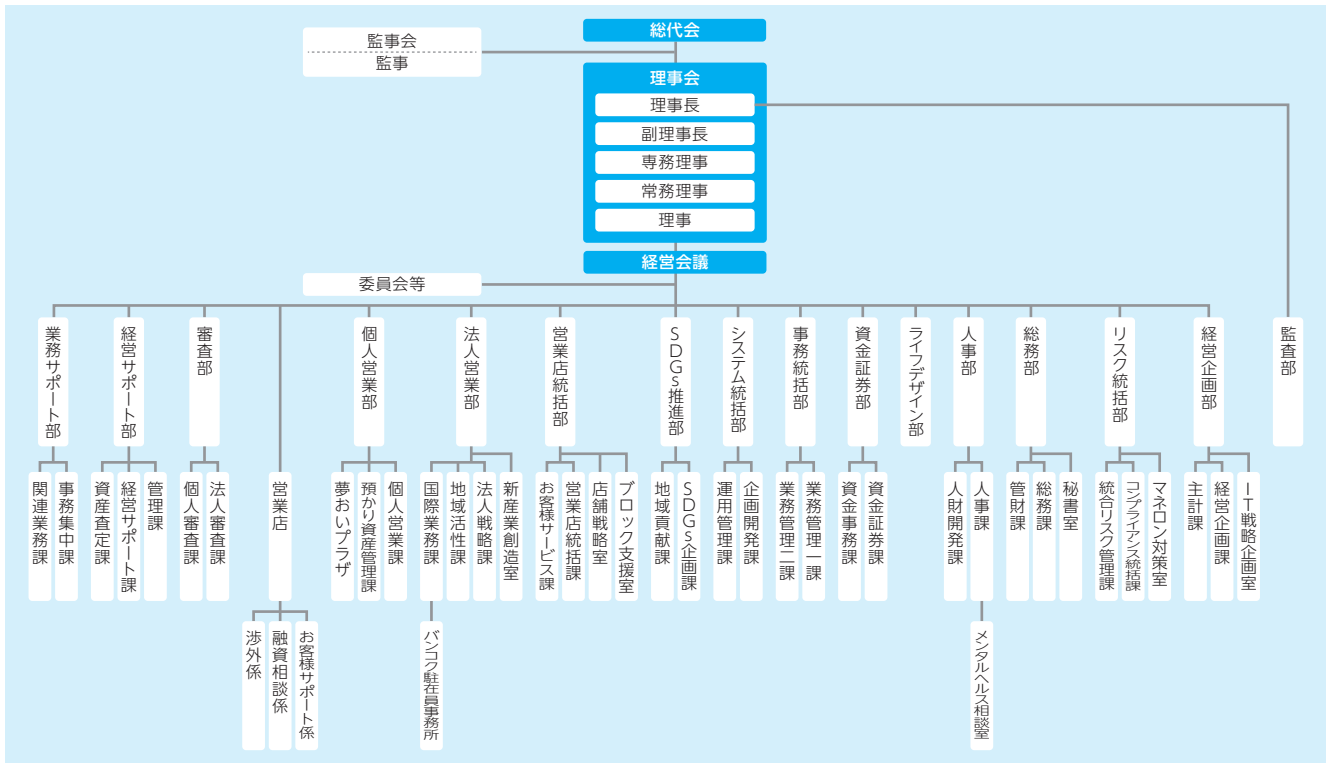 総代会
監事会
監事
理事会
理事長
副理事長
専務理事
常務理事
理事
経営会議
委員会等
業務サポート部
経営サポート部
審査部
個人営業部
法人営業部
営業店統括部
SDGs推進部
システム統括部
事務統括部
資金証券部
ライフデザイン部
人事部
総務部
リスク統括部
経営企画部
監査部
関連業務課
事務集中課
資産査定課
経営サポート課
管理課
個人審査課
法人審査課
営業店
夢おいプラザ
預かり資産管理課
個人営業課
国際業務課
地域活性課
法人戦略課
新産業創造室
お客様サービス課
営業店統括課
店舗戦略室
ブロック支援室
地域貢献課
SDGs企画課
運用管理課
企画開発課
業務管理二課
業務管理一課
資金事務課
資金証券課
人財開発課
人事課
管財課
総務課
秘書室
統合リスク管理課
コンプライアンス統括課
マネロン対策室
主計課
経営企画課
IT戦略企画室
渉外係
融資相談係
お客様サポート係
バンコク駐在員事務所
メンタルヘルス相談室